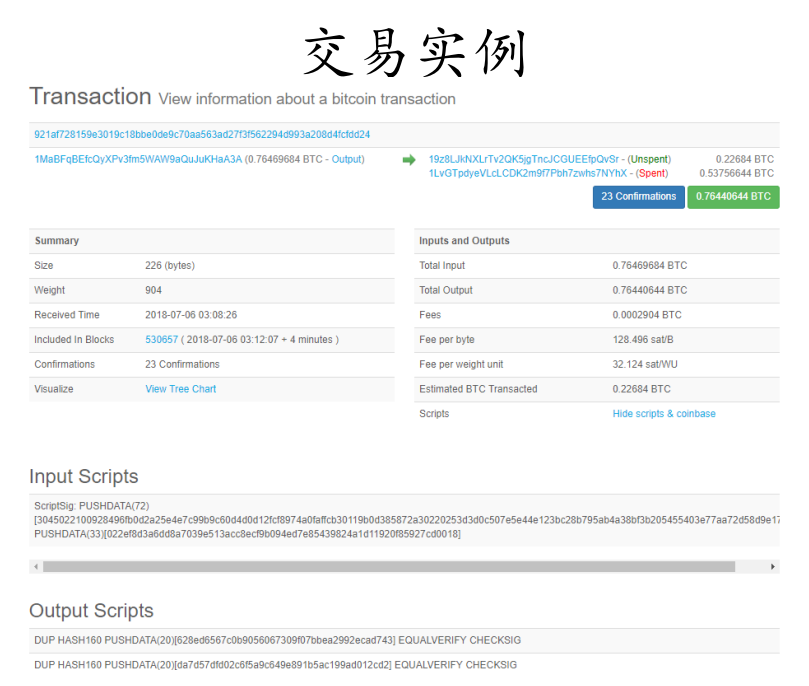 交易实例
Transaction View information about a bitcoin transaction
921af728159e3019c18bbe0de9c70aa563ad27f3f562294d993a208d4fcfdd24
1MaBFqBEfcQyXPv3fm5WAW9aQuJuKHaA3A (0.76469684 BTC - Output)
19z8LJkNXLrTv2QK5jgTncJCGUEEfpQvSr - (Unspent) 0.22684 BTC
1LvGTpdyeVLcLCDK2m9f7Pbh7zwhs7NYhX - (Spent) 0.53756644 BTC
23 Confirmations 0.76440644 BTC
Summary
Size 226 (bytes)
Weight 904
Received Time 2018-07-06 03:08:26
Included In Blocks 530657 ( 2018-07-06 03:12:07 + 4 minutes )
Confirmations 23 Confirmations
Visualize View Tree Chart
Inputs and Outputs
Total Input 0.76469684 BTC
Total Output 0.76440644 BTC
Fees 0.0002904 BTC
Fee per byte 128.496 sat/B
Fee per weight unit 32.124 sat/WU
Estimated BTC Transacted 0.22684 BTC
Scripts Hide scripts & coinbase
Input Scripts
ScriptSig: PUSHDATA(72)
[3045022100928496fb0d2a25e4e7c99b9c60d4d0d12fcf8974a0faffcb30119b0d385872a30220253d3d0c507e5e44e123bc28b795ab4a38bf3b205455403e77aa72d58d9e17
PUSHDATA(33)[022ef8d3a6dd8a7039e513acc8ecf9b094ed7e85439824a1d11920f85927cd0018]
Output Scripts
DUP HASH160 PUSHDATA(20)[628ed6567c0b9056067309f07bbea2992ecad743] EQUALVERIFY CHECKSIG
DUP HASH160 PUSHDATA(20)[da7d57dfd02c6f5a9c649e891b5ac199ad012cd2] EQUALVERIFY CHECKSIG